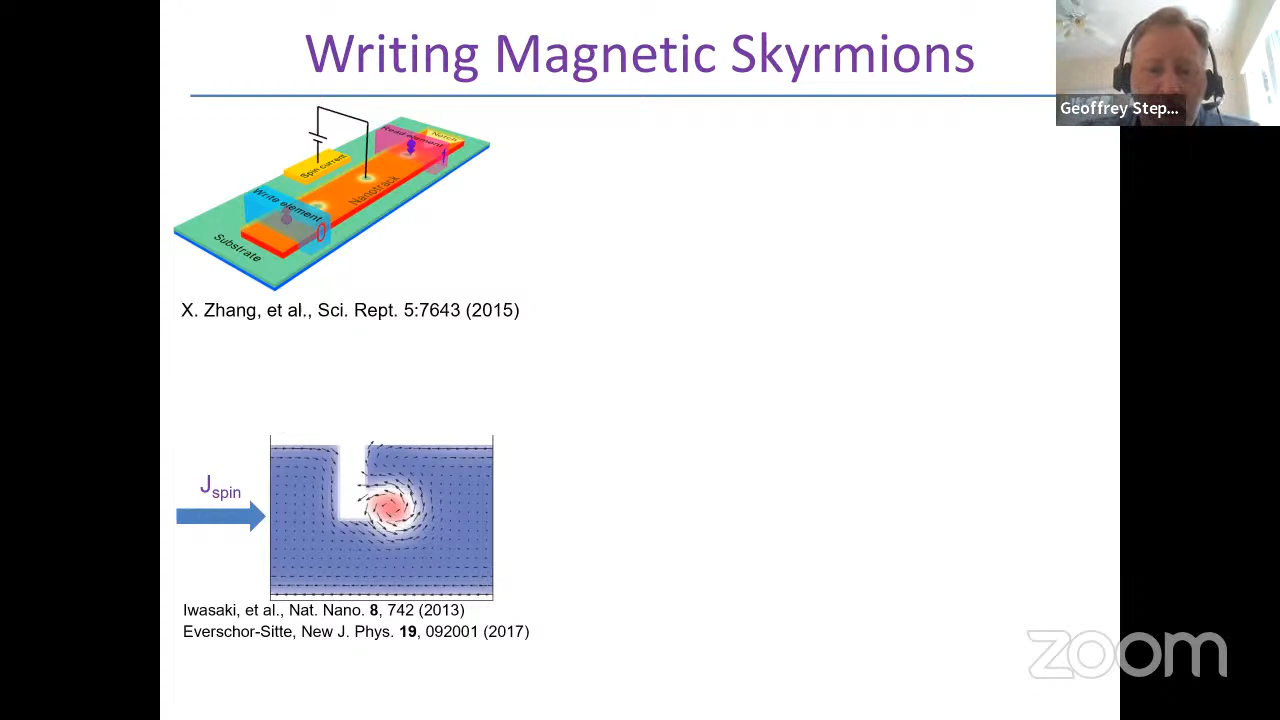 Writing Magnetic Skyrmions
Geoffrey Step...
Read element
Notch
Spin current
Nanotrack
Write element
Substrate
X. Zhang, et al., Sci. Rept. 5:7643 (2015)
J spin
Iwasaki, et al., Nat. Nano. 8, 742 (2013)
Everschor-Sitte, New J. Phys. 19, 092001 (2017)
zoom